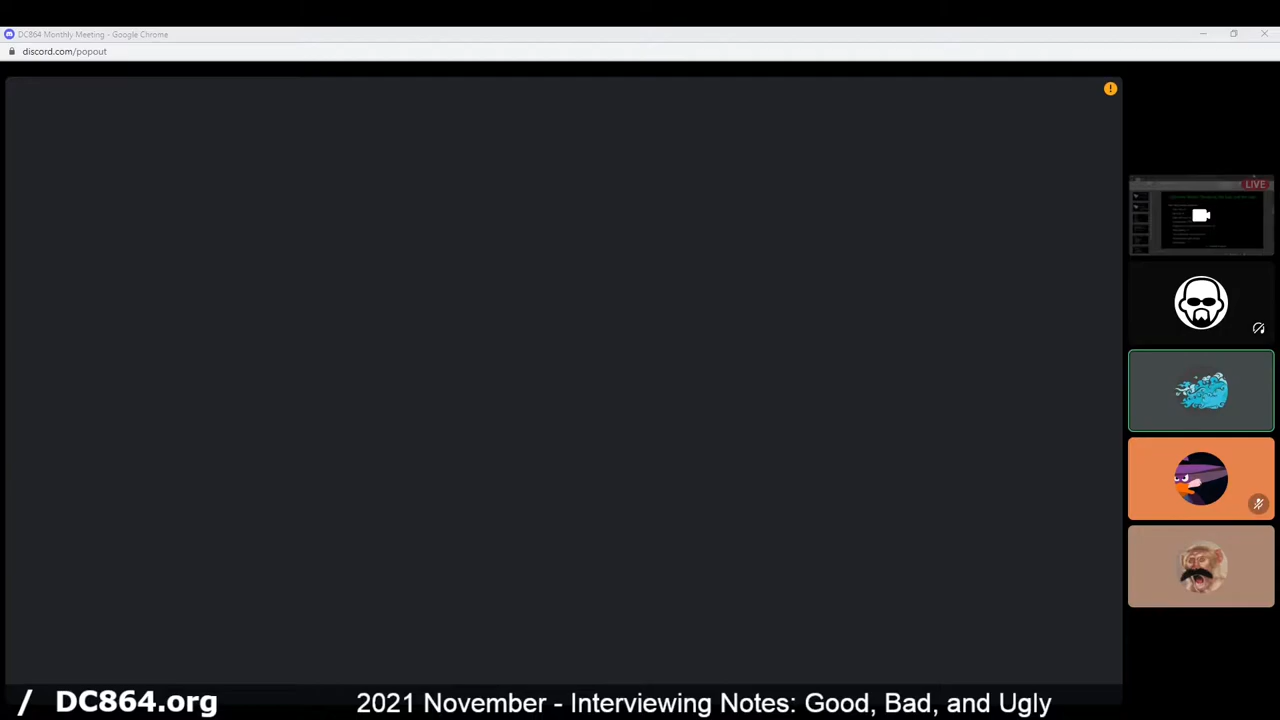 DC864 Monthly Meeting - Google Chrome
discord.com/popout
!
LIVE
/ DC864.org
2021 November - Interviewing Notes: Good, Bad, and Ugly